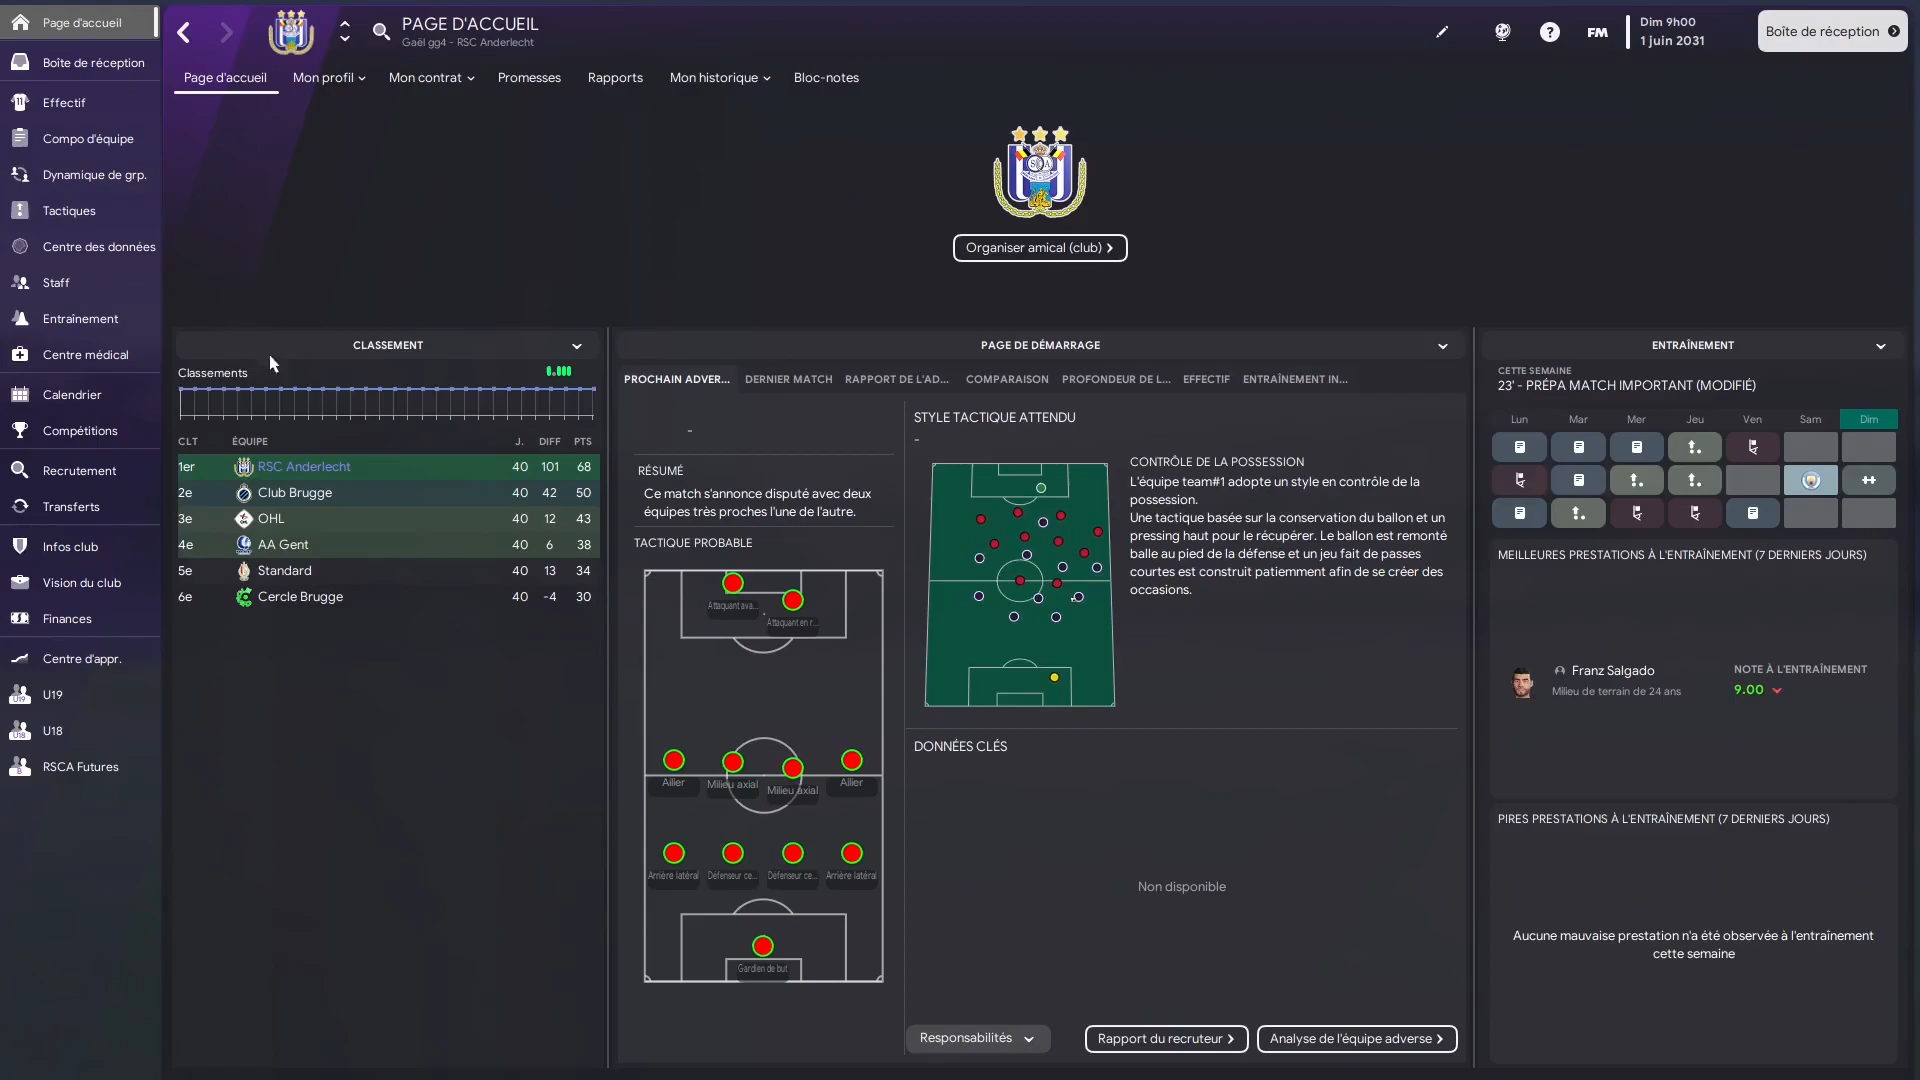 Page d'accueil
Boîte de réception
Effectif
Compo d'équipe
Dynamique de grp.
Tactiques
Centre des données
Staff
Entraînement
Centre médical
Calendrier
Compétitions
Recrutement
Transferts
Infos club
Vision du club
Finances
Centre d'appr.
U19
U18
RSCA Futures
PAGE D'ACCUEIL
Gaël gg4 - RSC Anderlecht
FM
Dim 9h00
1 juin 2031
Boîte de réception
Page d'accueil Mon profil Mon contrat Promesses Rapports Mon historique Bloc-notes
Organiser amical (club)
CLASSEMENT
Classements
CLT ÉQUIPE J. DIFF PTS
1er RSC Anderlecht 40 101 68
2e Club Brugge 40 42 50
3e OHL 40 12 43
4e AA Gent 40 6 38
5e Standard 40 13 34
6e Cercle Brugge 40 -4 30
PAGE DE DÉMARRAGE
PROCHAIN ADVER... DERNIER MATCH RAPPORT DE L'AD... COMPARAISON PROFONDEUR DE L... EFFECTIF ENTRAÎNEMENT IN...
-
RÉSUMÉ
Ce match s'annonce disputé avec deux
équipes très proches l'une de l'autre.
TACTIQUE PROBABLE
Attaquant ava...
Attaquant en r...
Ailier
Milieu axial
Milieu axial
Ailier
Arrière latéral
Défenseur ce...
Défenseur ce...
Arrière latéral
Gardien de but
STYLE TACTIQUE ATTENDU
-
CONTRÔLE DE LA POSSESSION
L'équipe team#1 adopte un style en contrôle de la
possession.
Une tactique basée sur la conservation du ballon et un
pressing haut pour le récupérer. Le ballon est remonté
balle au pied de la défense et un jeu fait de passes
courtes est construit patiemment afin de se créer des
occasions.
DONNÉES CLÉS
Non disponible
Responsabilités
Rapport du recruteur
Analyse de l'équipe adverse
ENTRAÎNEMENT
CETTE SEMAINE
23' - PRÉPA MATCH IMPORTANT (MODIFIÉ)
Lun Mar Mer Jeu Ven Sam Dim
MEILLEURES PRESTATIONS À L'ENTRAÎNEMENT (7 DERNIERS JOURS)
Franz Salgado
Milieu de terrain de 24 ans
NOTE À L'ENTRAÎNEMENT
9.00
PIRES PRESTATIONS À L'ENTRAÎNEMENT (7 DERNIERS JOURS)
Aucune mauvaise prestation n'a été observée à l'entraînement
cette semaine